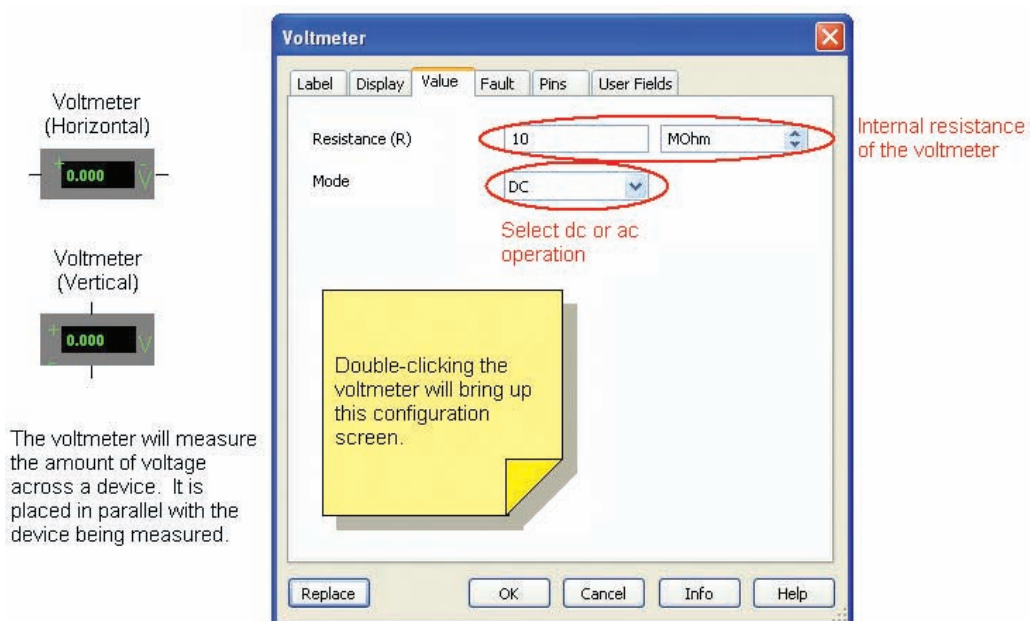 Voltmeter
(Horizontal)
+ -
0.000 V
Voltmeter
(Vertical)
+
0.000 V
-
The voltmeter will measure
the amount of voltage
across a device. It is
placed in parallel with the
device being measured.
Voltmeter
Label Display Value Fault Pins User Fields
Resistance (R) 10 MOhm
Mode DC
Internal resistance
of the voltmeter
Select dc or ac
operation
Double-clicking the
voltmeter will bring up
this configuration
screen.
Replace OK Cancel Info Help